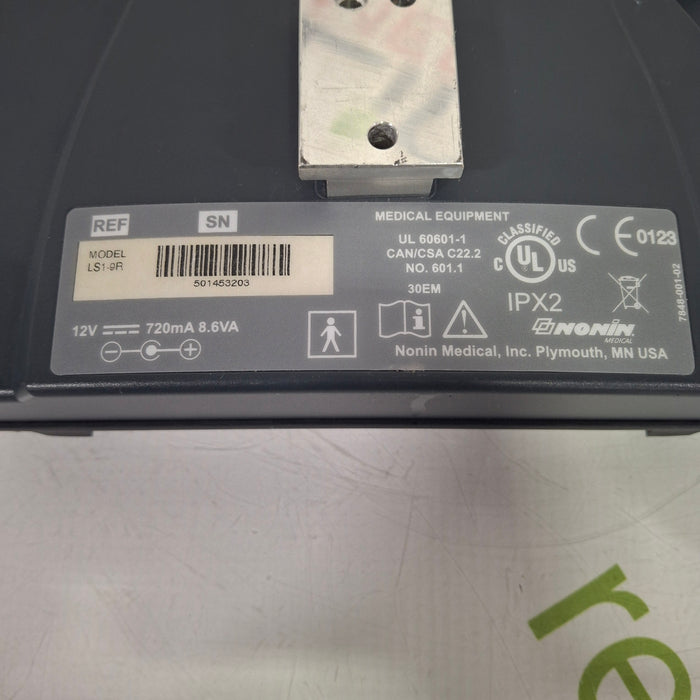 REF
SN
MODEL
LS1-9R
501453203
12V 720mA 8.6VA
MEDICAL EQUIPMENT
UL 60601-1
CAN/CSA C22.2
NO. 601.1
30EM
CLASSIFIED
C UL US
IPX2
CE 0123
NONIN
MEDICAL
Nonin Medical, Inc. Plymouth, MN USA
7848-001-02
re